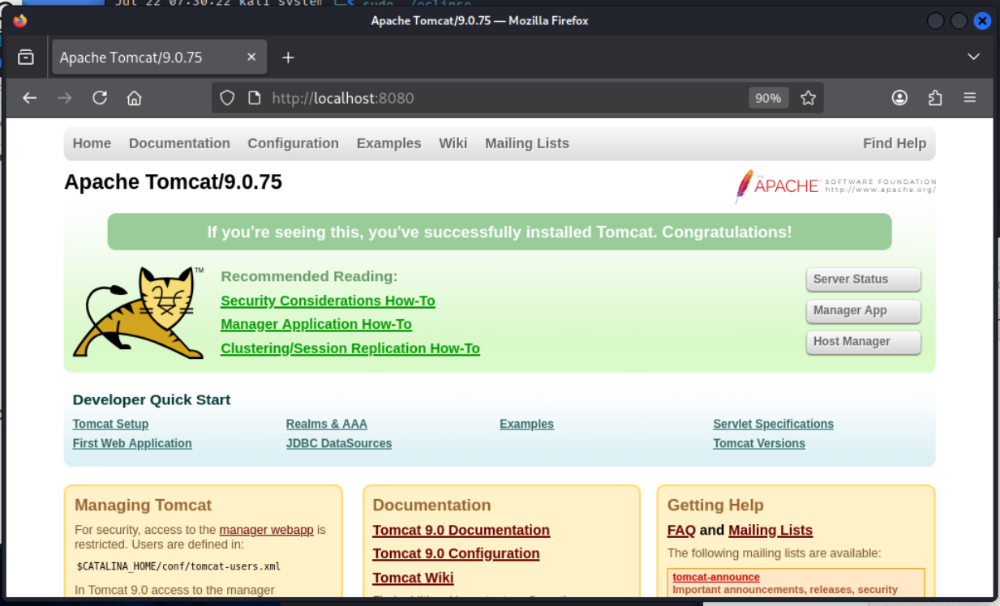 Jul 22 07:30:22 kali system
sudo ./eclipse
Apache Tomcat/9.0.75 — Mozilla Firefox
Apache Tomcat/9.0.75
http://localhost:8080
90%
Home Documentation Configuration Examples Wiki Mailing Lists Find Help
Apache Tomcat/9.0.75
THE APACHE SOFTWARE FOUNDATION
http://www.apache.org/
If you're seeing this, you've successfully installed Tomcat. Congratulations!
TM
Recommended Reading:
Security Considerations How-To
Manager Application How-To
Clustering/Session Replication How-To
Server Status
Manager App
Host Manager
Developer Quick Start
Tomcat Setup
First Web Application
Realms & AAA
JDBC DataSources
Examples
Servlet Specifications
Tomcat Versions
Managing Tomcat
For security, access to the manager webapp is
restricted. Users are defined in:
$CATALINA_HOME/conf/tomcat-users.xml
In Tomcat 9.0 access to the manager
Documentation
Tomcat 9.0 Documentation
Tomcat 9.0 Configuration
Tomcat Wiki
Getting Help
FAQ and Mailing Lists
The following mailing lists are available:
tomcat-announce
Important announcements, releases, security